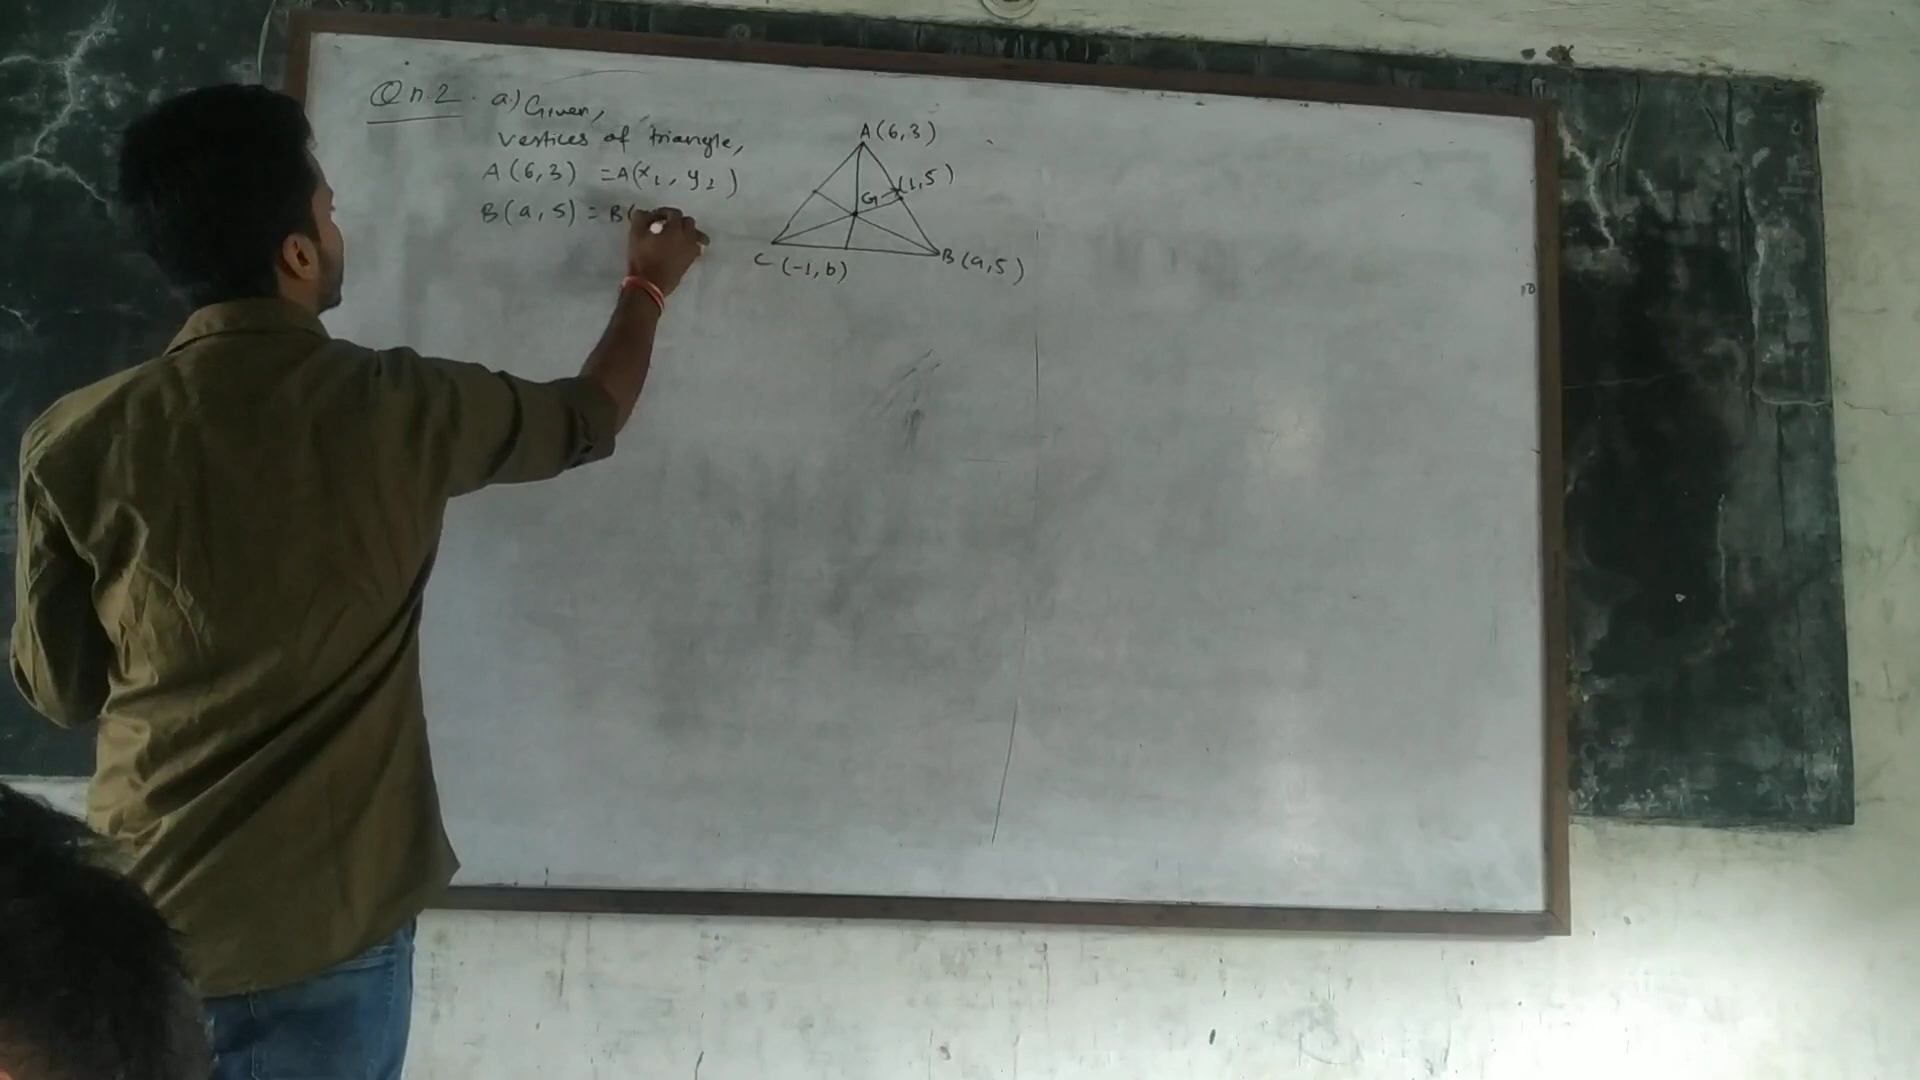 Qn.2. a.) Given,
vertices of triangle,
A(6,3) = A(x₁, y₂)
B(a, 5) = B(
A(6,3)
G (1,5)
C (-1, b)
B (a,5)